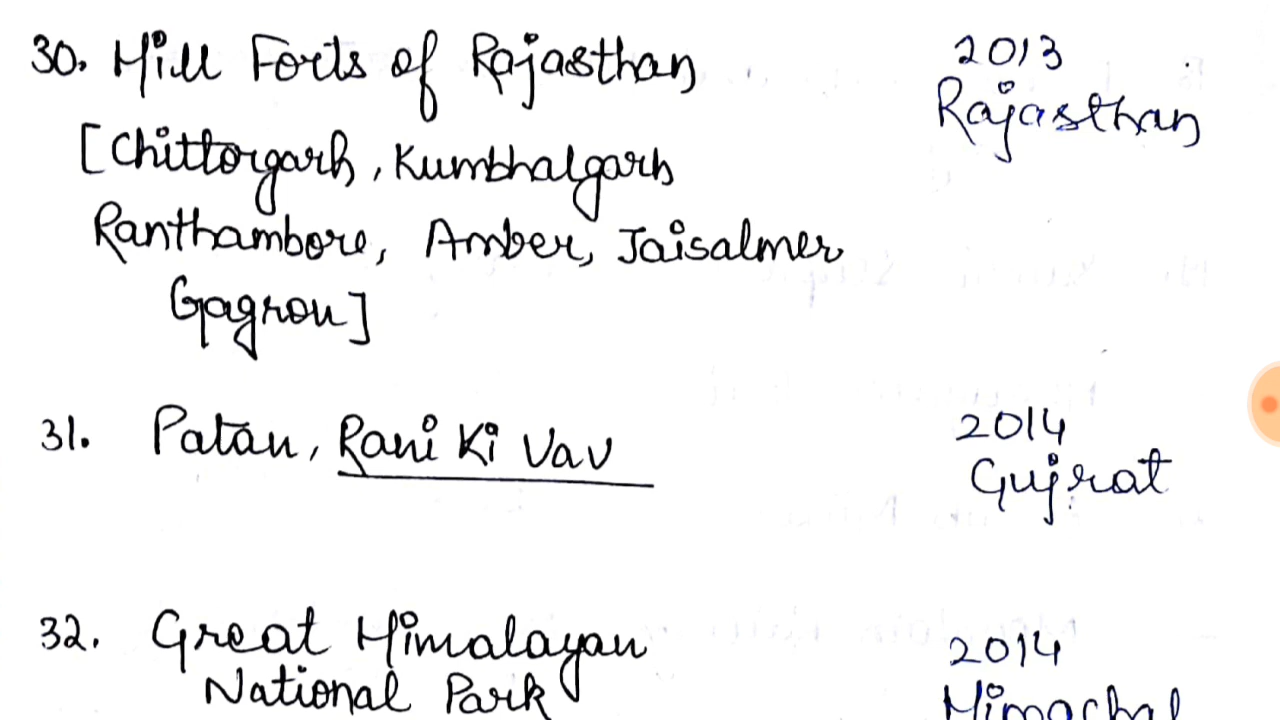 30. Hill Forts of Rajasthan 2013
Rajasthan
[Chittorgarh, Kumbhalgarh
Ranthambore, Amber, Jaisalmer
Gagron]
31. Patan, Rani Ki Vav 2014
Gujrat
32. Great Himalayan 2014
National Park Himachal